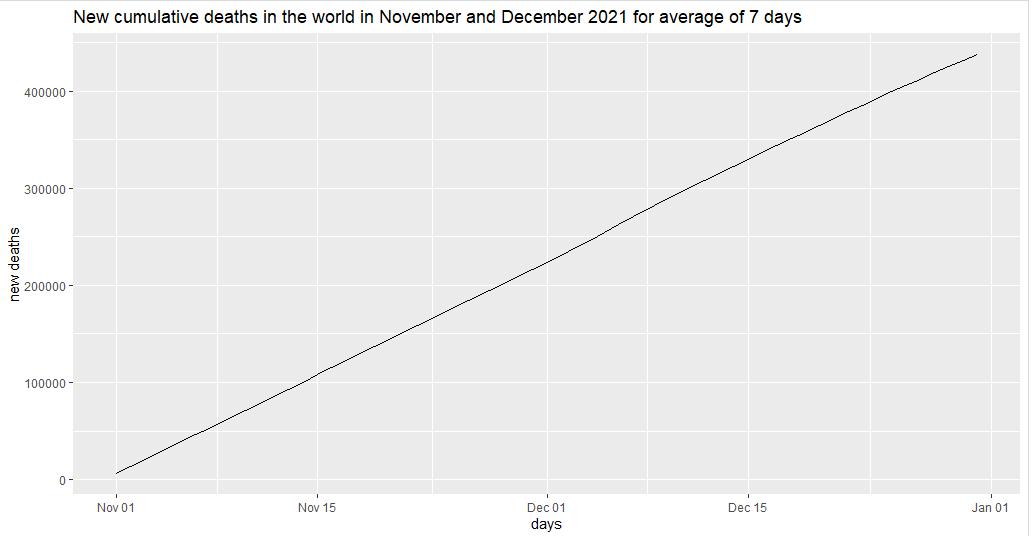 New cumulative deaths in the world in November and December 2021 for average of 7 days
new deaths
400000
300000
200000
100000
0
Nov 01 Nov 15 Dec 01 Dec 15 Jan 01
days